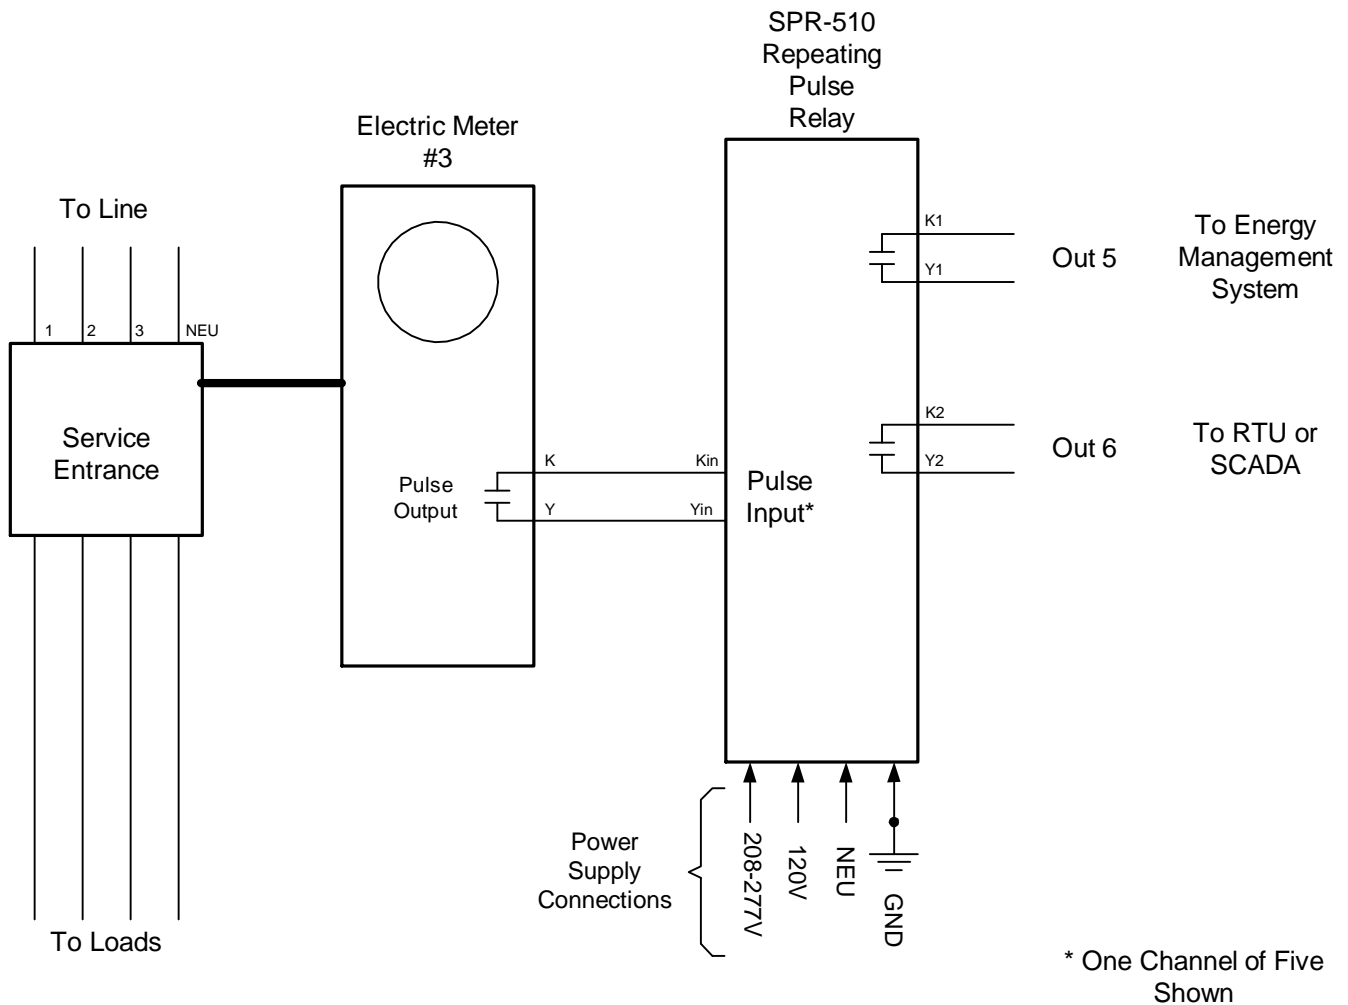 SPR-510
Repeating
Pulse
Relay
Electric Meter
#3
To Line
1 2 3 NEU
Service
Entrance
To Loads
Pulse
Output
K
Y
Kin
Yin
Pulse
Input*
K1
Y1
Out 5
To Energy
Management
System
K2
Y2
Out 6
To RTU or
SCADA
Power
Supply
Connections
208-277V
120V
NEU
GND
* One Channel of Five
Shown